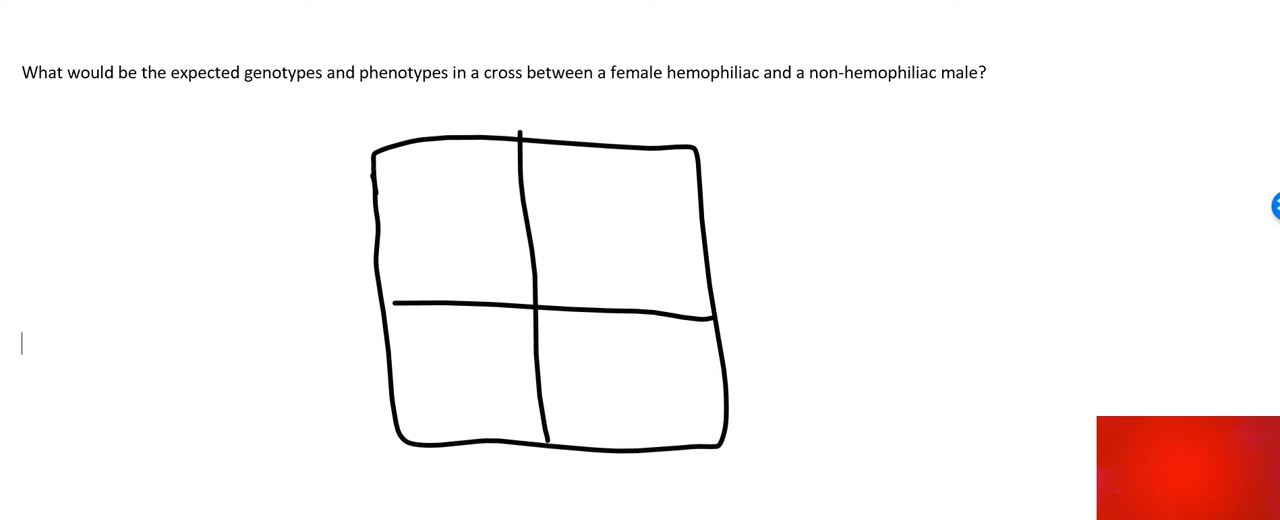 What would be the expected genotypes and phenotypes in a cross between a female hemophiliac and a non-hemophiliac male?